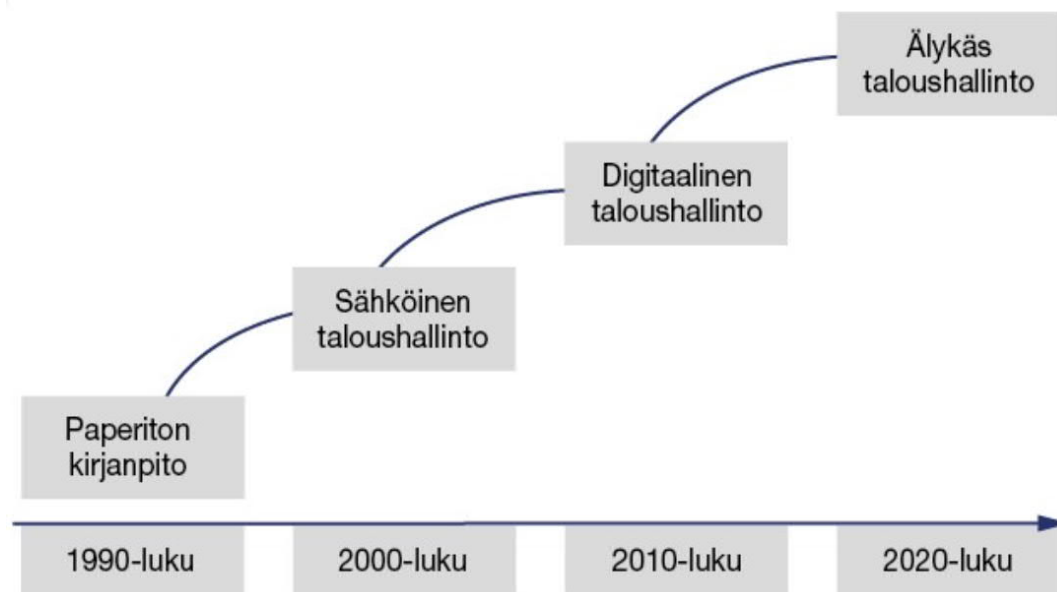 Älykäs
taloushallinto
Digitaalinen
taloushallinto
Sähköinen
taloushallinto
Paperiton
kirjanpito
1990-luku
2000-luku
2010-luku
2020-luku